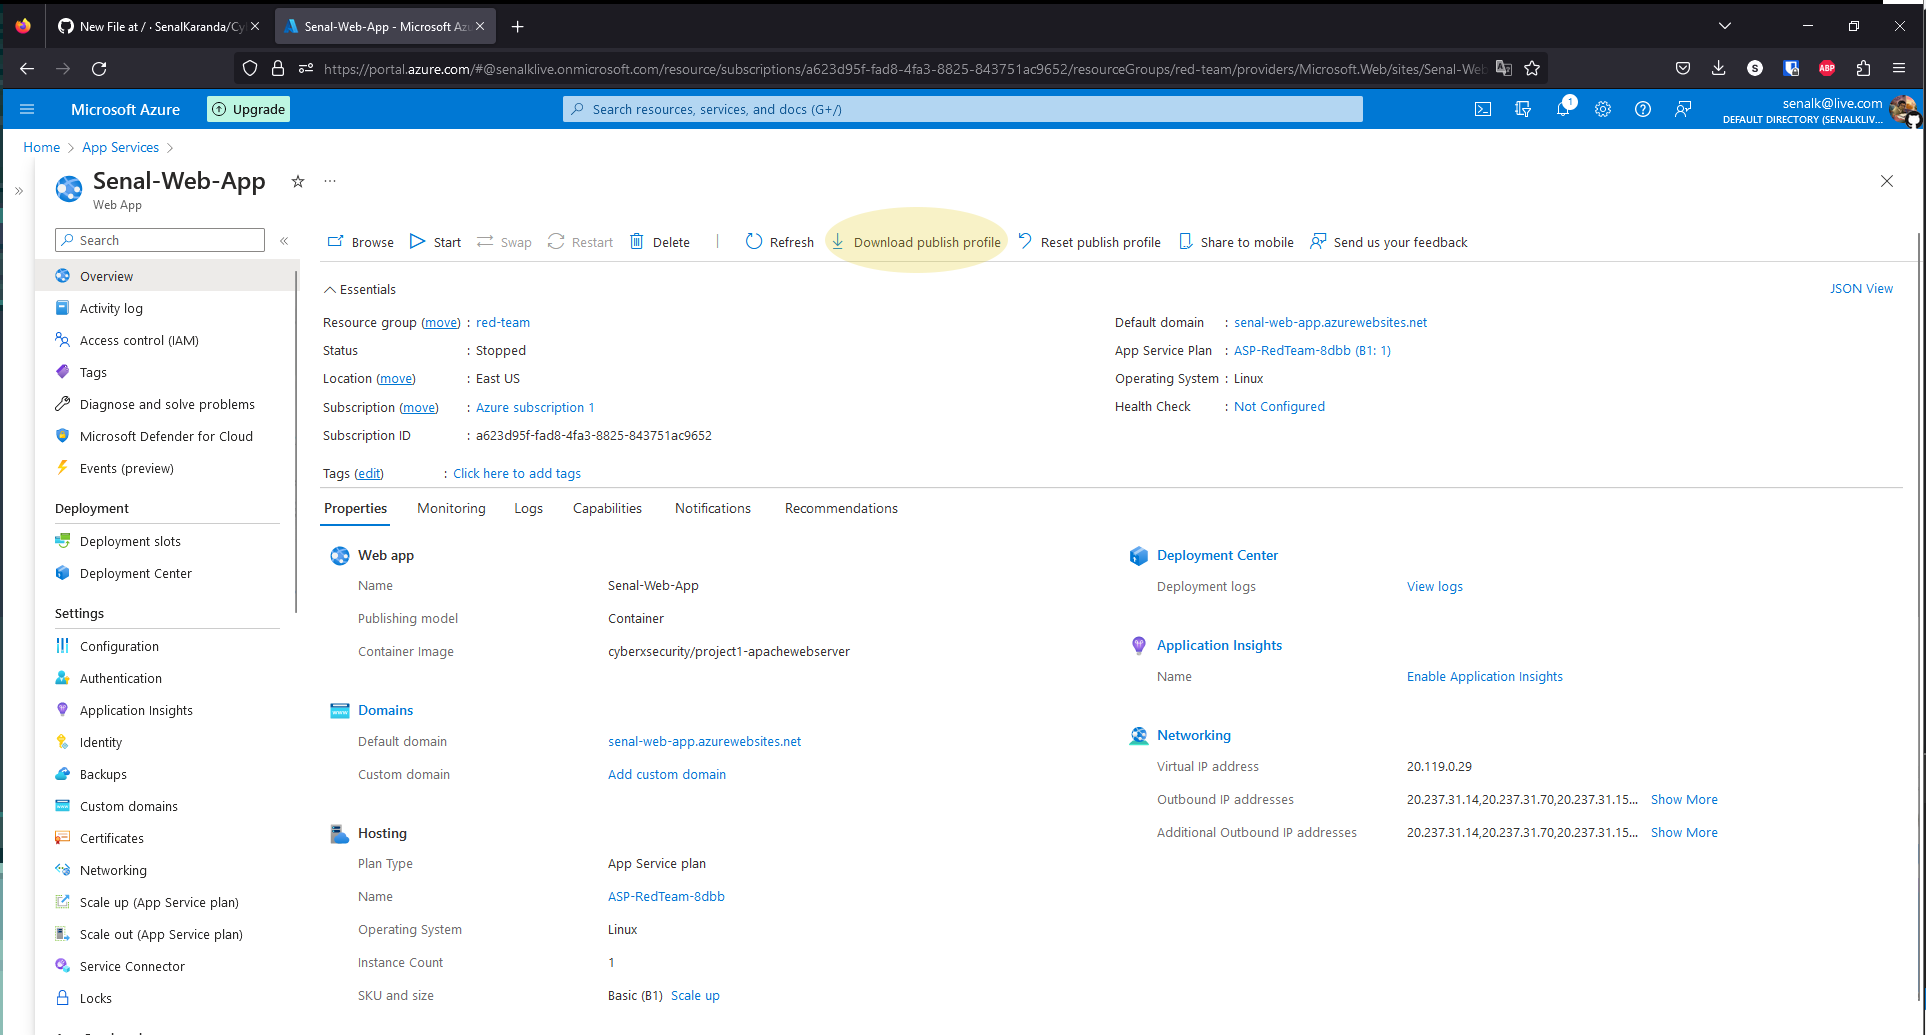 New File at / · SenalKaranda/Cy
Senal-Web-App - Microsoft Az
https://portal.azure.com/#@senalklive.onmicrosoft.com/resource/subscriptions/a623d95f-fad8-4fa3-8825-843751ac9652/resourceGroups/red-team/providers/Microsoft.Web/sites/Senal-Web
S
ABP
Microsoft Azure
Upgrade
Search resources, services, and docs (G+/)
1
senalk@live.com
DEFAULT DIRECTORY (SENALKLIV...
Home
App Services
Senal-Web-App
...
Web App
Search
Browse
Start
Swap
Restart
Delete
Refresh
Download publish profile
Reset publish profile
Share to mobile
Send us your feedback
Overview
Activity log
Access control (IAM)
Tags
Diagnose and solve problems
Microsoft Defender for Cloud
Events (preview)
Deployment
Deployment slots
Deployment Center
Settings
Configuration
Authentication
Application Insights
Identity
Backups
Custom domains
Certificates
Networking
Scale up (App Service plan)
Scale out (App Service plan)
Service Connector
Locks
Essentials
JSON View
Resource group (move) : red-team
Status : Stopped
Location (move) : East US
Subscription (move) : Azure subscription 1
Subscription ID : a623d95f-fad8-4fa3-8825-843751ac9652
Default domain : senal-web-app.azurewebsites.net
App Service Plan : ASP-RedTeam-8dbb (B1: 1)
Operating System : Linux
Health Check : Not Configured
Tags (edit) : Click here to add tags
Properties
Monitoring
Logs
Capabilities
Notifications
Recommendations
Web app
Name Senal-Web-App
Publishing model Container
Container Image cyberxsecurity/project1-apachewebserver
Domains
Default domain senal-web-app.azurewebsites.net
Custom domain Add custom domain
Hosting
Plan Type App Service plan
Name ASP-RedTeam-8dbb
Operating System Linux
Instance Count 1
SKU and size Basic (B1) Scale up
Deployment Center
Deployment logs View logs
Application Insights
Name Enable Application Insights
Networking
Virtual IP address 20.119.0.29
Outbound IP addresses 20.237.31.14,20.237.31.70,20.237.31.15... Show More
Additional Outbound IP addresses 20.237.31.14,20.237.31.70,20.237.31.15... Show More